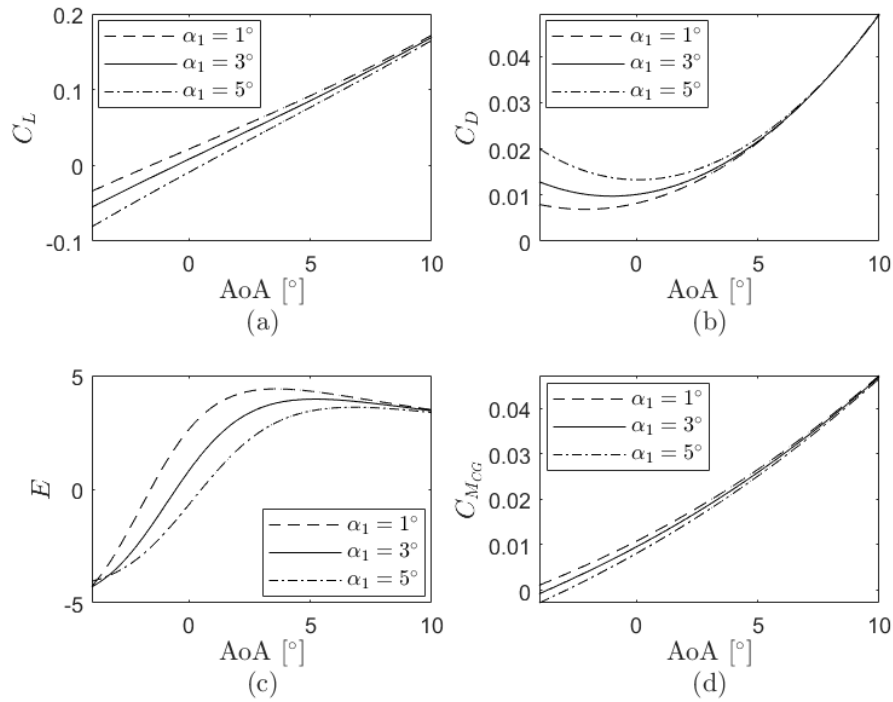 0.2
0.1
0
-0.1
C_L
α₁ = 1°
α₁ = 3°
α₁ = 5°
0 5 10
AoA [°]
(a)
0.04
0.03
0.02
0.01
0
C_D
α₁ = 1°
α₁ = 3°
α₁ = 5°
0 5 10
AoA [°]
(b)
5
0
-5
E
α₁ = 1°
α₁ = 3°
α₁ = 5°
0 5 10
AoA [°]
(c)
0.04
0.03
0.02
0.01
0
C_{M_{CG}}
α₁ = 1°
α₁ = 3°
α₁ = 5°
0 5 10
AoA [°]
(d)